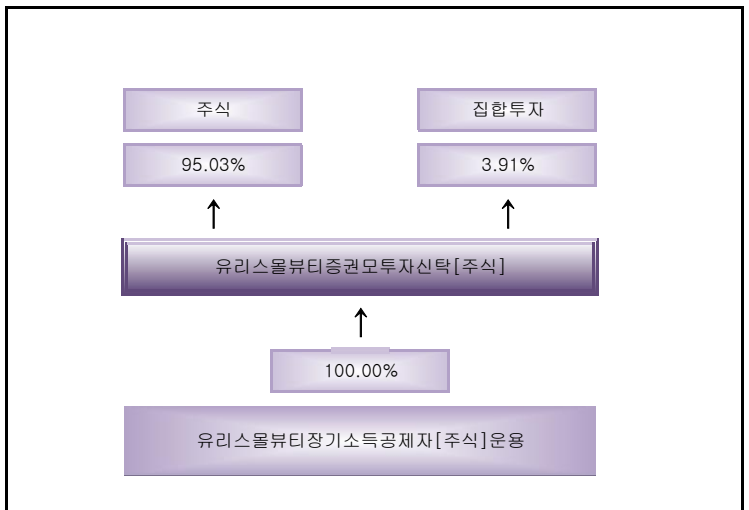 주식
집합투자
95.03%
3.91%
↑
↑
유리스몰뷰티증권모투자신탁[주식]
↑
100.00%
유리스몰뷰티장기소득공제자[주식]운용